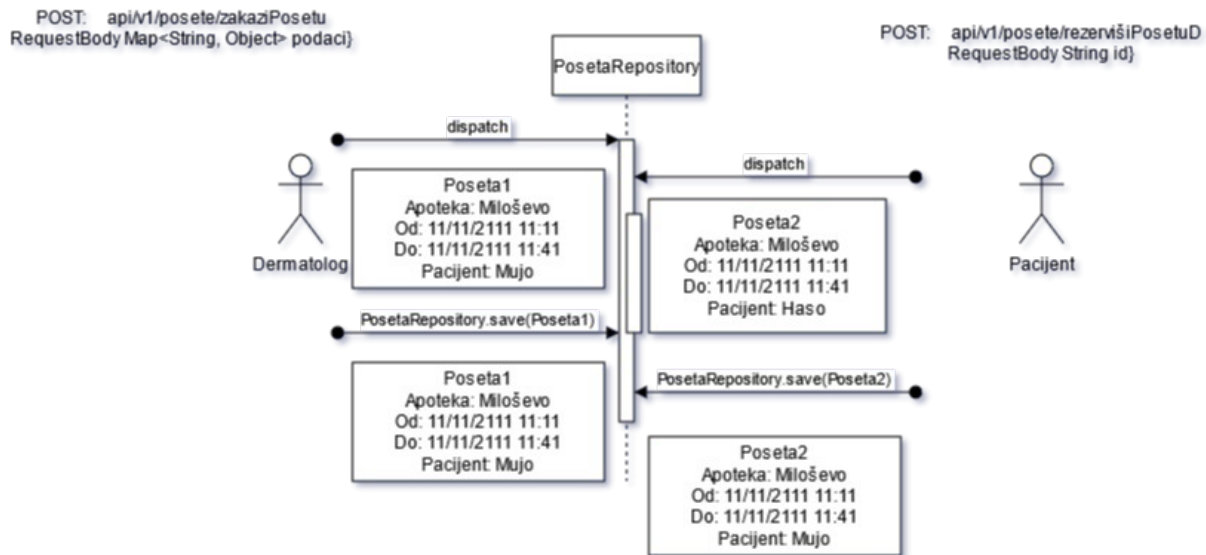 POST: api/v1/posete/zakaziPosetu
RequestBody Map<String, Object> podaci}
POST: api/v1/posete/rezervišiPosetuD
RequestBody String id}
PosetaRepository
dispatch
dispatch
Dermatolog
Poseta1
Apoteka: Miloševo
Od: 11/11/2111 11:11
Do: 11/11/2111 11:41
Pacijent: Mujo
Poseta2
Apoteka: Miloševo
Od: 11/11/2111 11:11
Do: 11/11/2111 11:41
Pacijent: Haso
Pacijent
PosetaRepository.save(Poseta1)
Poseta1
Apoteka: Miloševo
Od: 11/11/2111 11:11
Do: 11/11/2111 11:41
Pacijent: Mujo
PosetaRepository.save(Poseta2)
Poseta2
Apoteka: Miloševo
Od: 11/11/2111 11:11
Do: 11/11/2111 11:41
Pacijent: Mujo